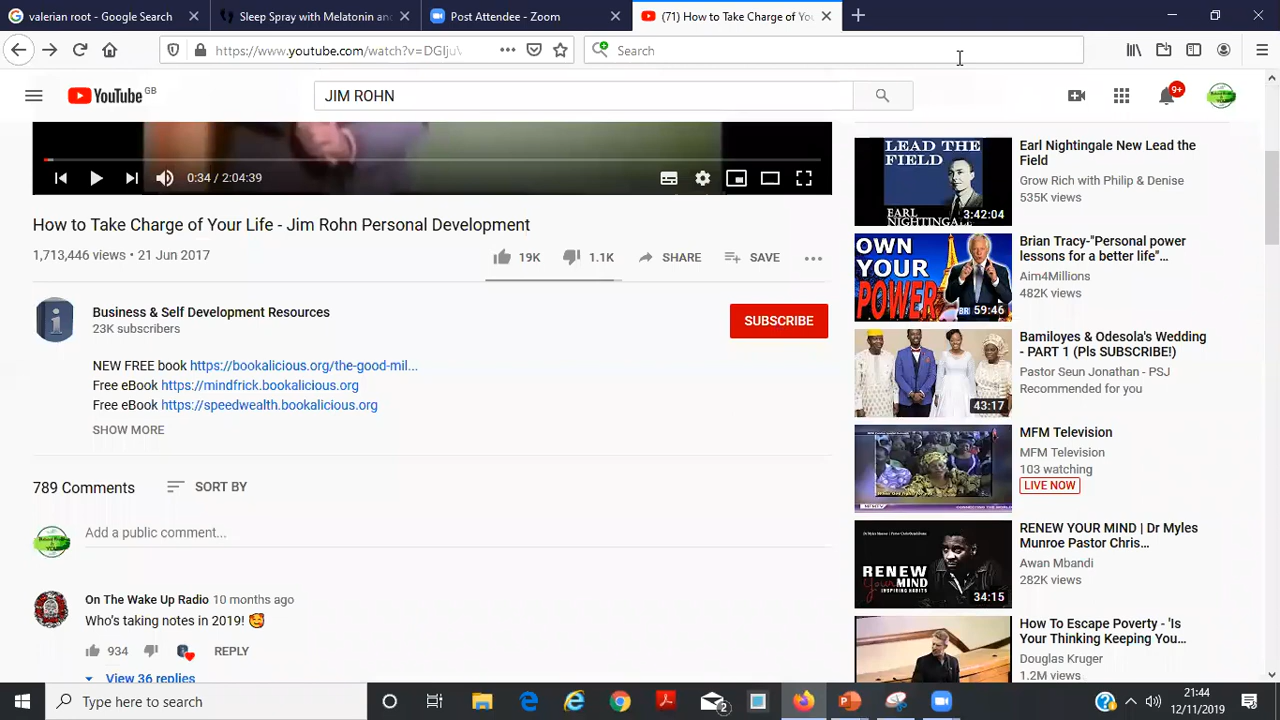 valerian root - Google Search
Sleep Spray with Melatonin and
Post Attendee - Zoom
(71) How to Take Charge of You
https://www.youtube.com/watch?v=DGIju\
Search
YouTube GB
JIM ROHN
9+
0:34 / 2:04:39
How to Take Charge of Your Life - Jim Rohn Personal Development
1,713,446 views • 21 Jun 2017
19K
1.1K
SHARE
SAVE
Business & Self Development Resources
23K subscribers
SUBSCRIBE
NEW FREE book https://bookalicious.org/the-good-mil...
Free eBook https://mindfrick.bookalicious.org
Free eBook https://speedwealth.bookalicious.org
SHOW MORE
789 Comments
SORT BY
Add a public comment...
On The Wake Up Radio 10 months ago
Who's taking notes in 2019! 🥰
934
REPLY
View 36 replies
LEAD THE
FIELD
EARL
NIGHTINGALE
3:42:04
Earl Nightingale New Lead the
Field
Grow Rich with Philip & Denise
535K views
OWN
YOUR
POWER
59:46
Brian Tracy-"Personal power
lessons for a better life"...
Aim4Millions
482K views
43:17
Bamiloyes & Odesola's Wedding
- PART 1 (Pls SUBSCRIBE!)
Pastor Seun Jonathan - PSJ
Recommended for you
MFM Television
MFM Television
103 watching
LIVE NOW
RENEW
Your
MIND
34:15
RENEW YOUR MIND | Dr Myles
Munroe Pastor Chris...
Awan Mbandi
282K views
How To Escape Poverty - 'Is
Your Thinking Keeping You...
Douglas Kruger
1.2M views
Type here to search
2
21:44
12/11/2019